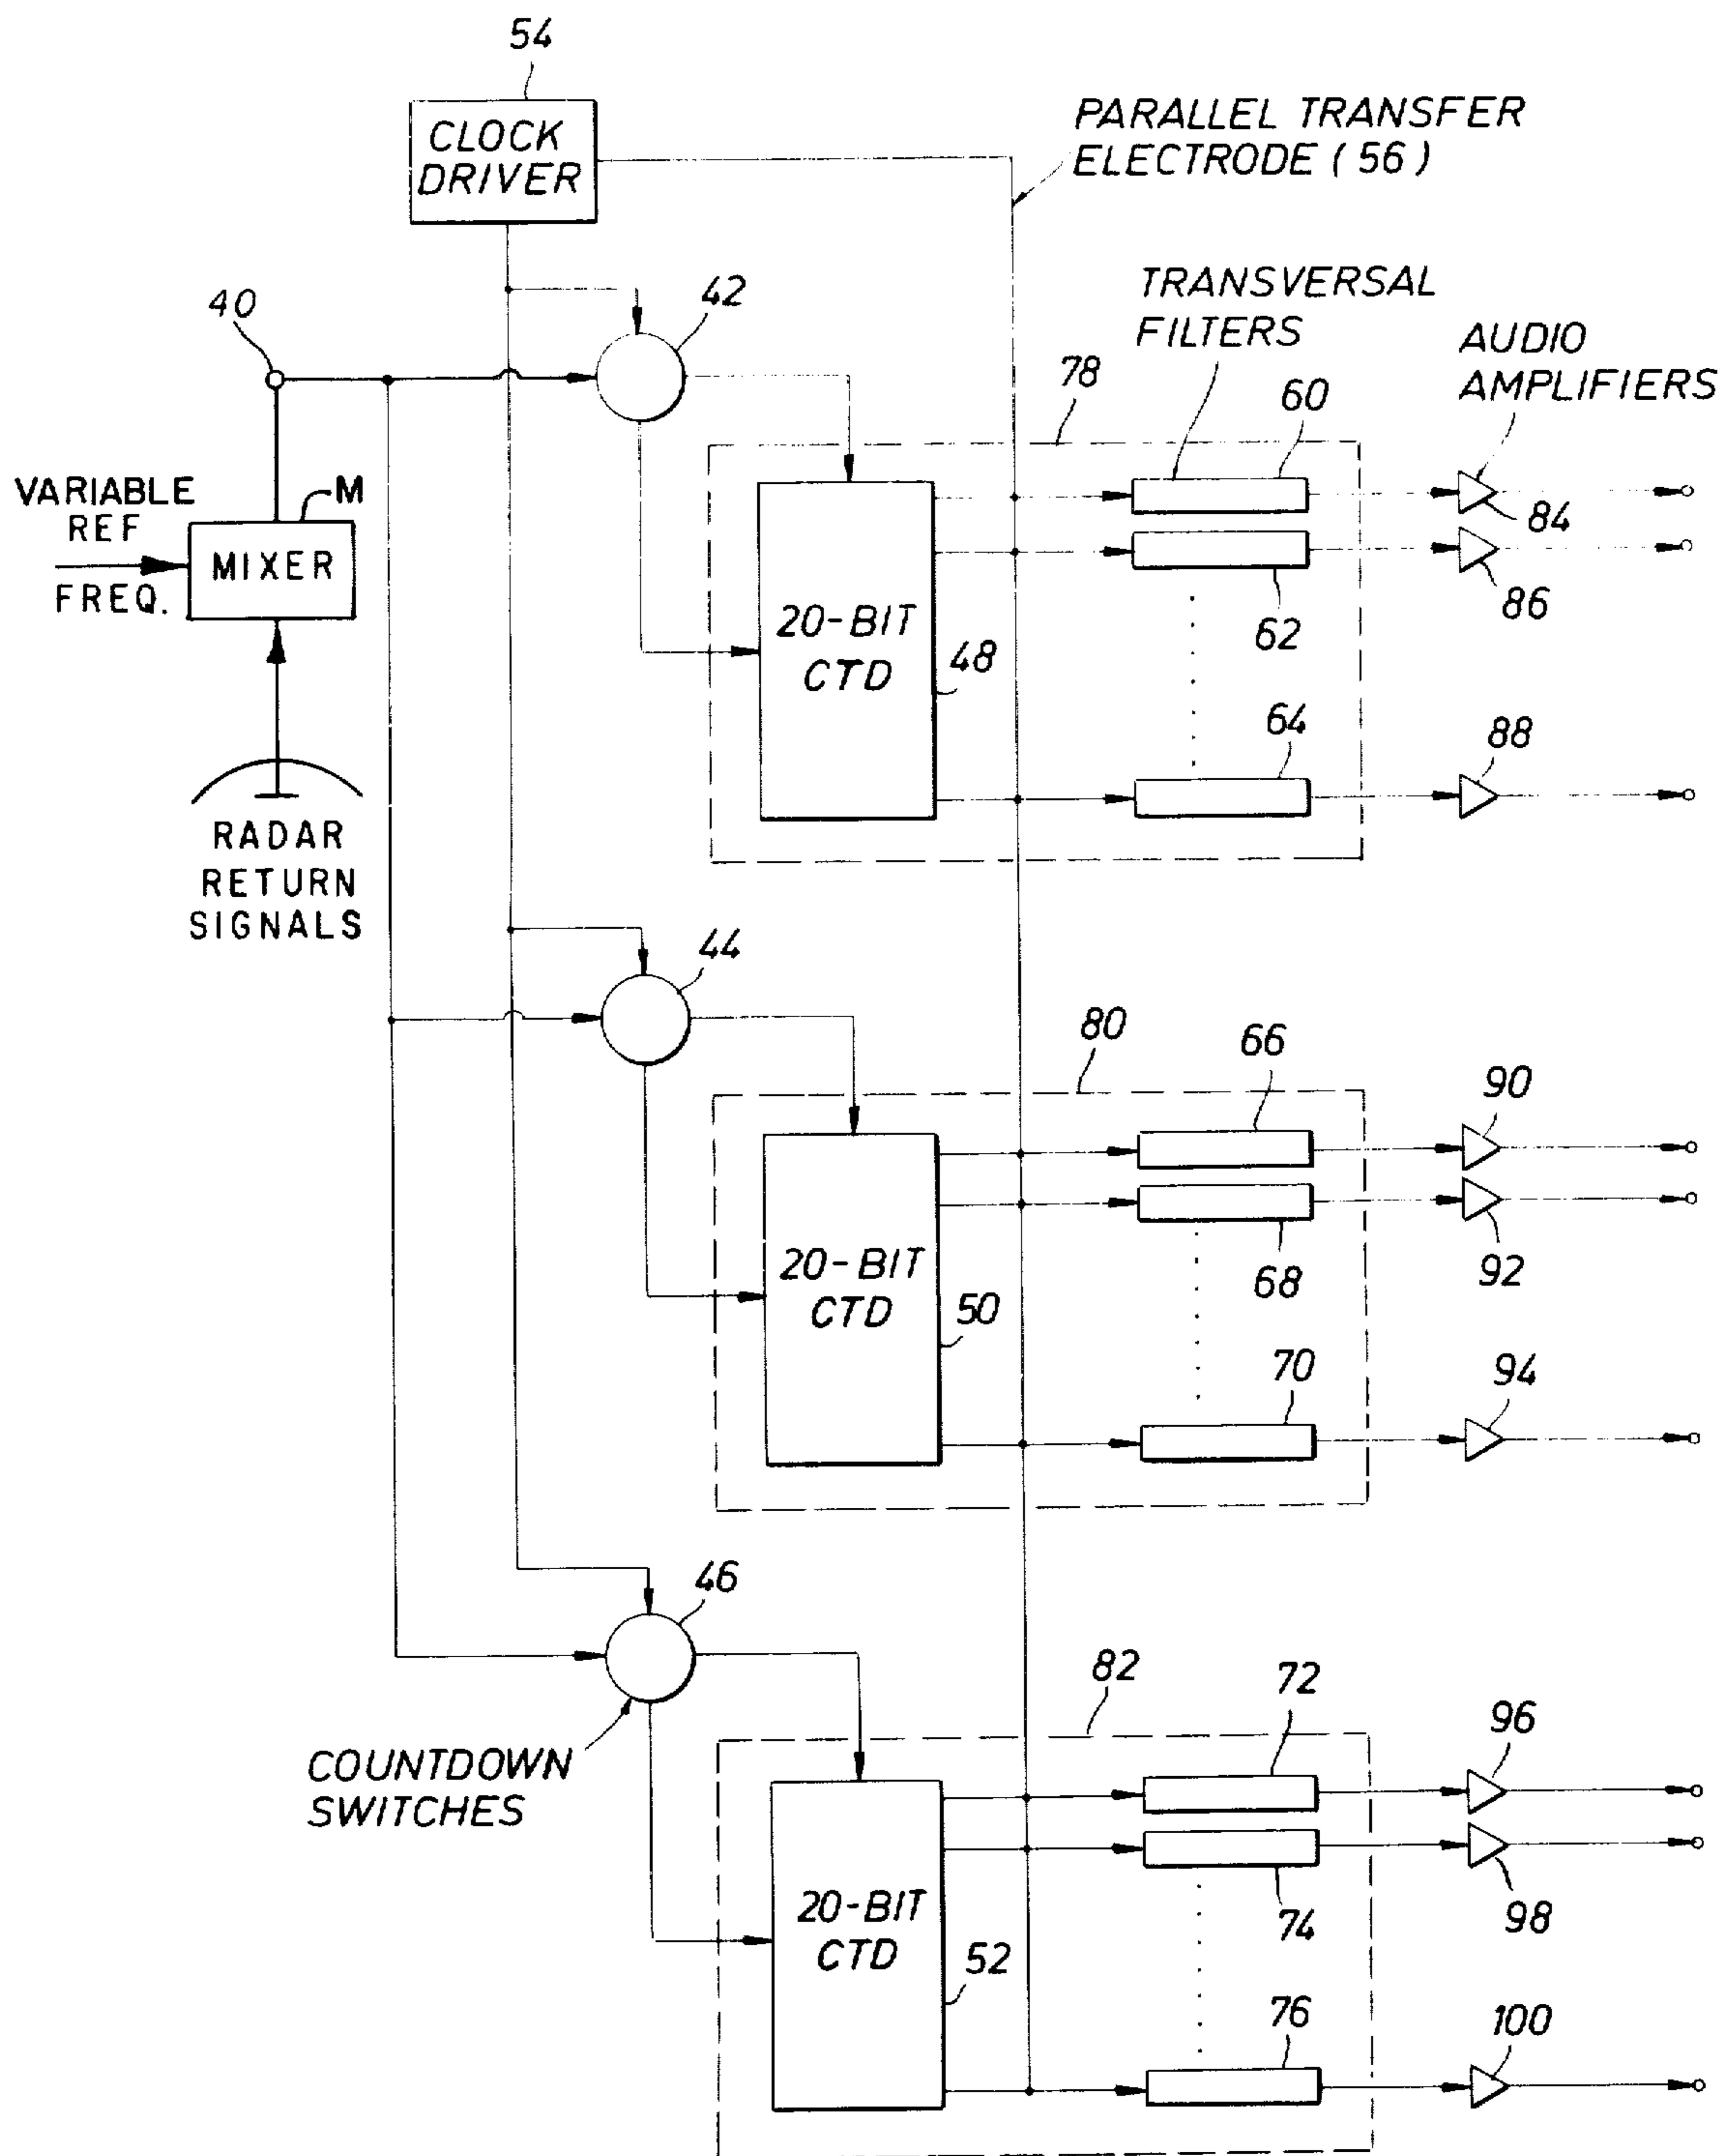 54
CLOCK
DRIVER
PARALLEL TRANSFER
ELECTRODE (56)
40
42
TRANSVERSAL
FILTERS
AUDIO
AMPLIFIERS
78
60
VARIABLE
REF
FREQ.
M
MIXER
84
62
86
20-BIT
CTD
48
64
88
RADAR
RETURN
SIGNALS
44
80
66
90
68
92
20-BIT
CTD
50
70
94
46
COUNTDOWN
SWITCHES
82
72
96
74
98
20-BIT
CTD
52
76
100